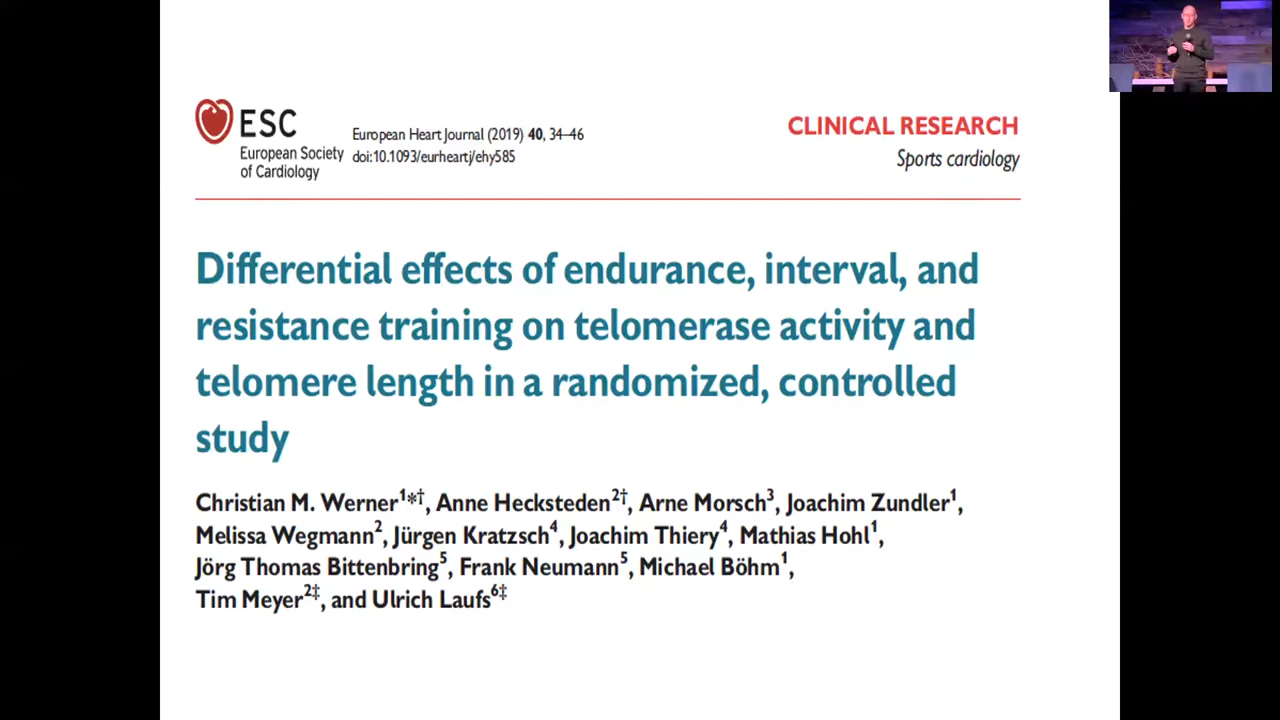 ESC
European Society
of Cardiology
European Heart Journal (2019) 40, 34–46
doi:10.1093/eurheartj/ehy585
CLINICAL RESEARCH
Sports cardiology
Differential effects of endurance, interval, and
resistance training on telomerase activity and
telomere length in a randomized, controlled
study
Christian M. Werner1*†, Anne Hecksteden2†, Arne Morsch3, Joachim Zundler1,
Melissa Wegmann2, Jürgen Kratzsch4, Joachim Thiery4, Mathias Hohl1,
Jörg Thomas Bittenbring5, Frank Neumann5, Michael Böhm1,
Tim Meyer2‡, and Ulrich Laufs6‡